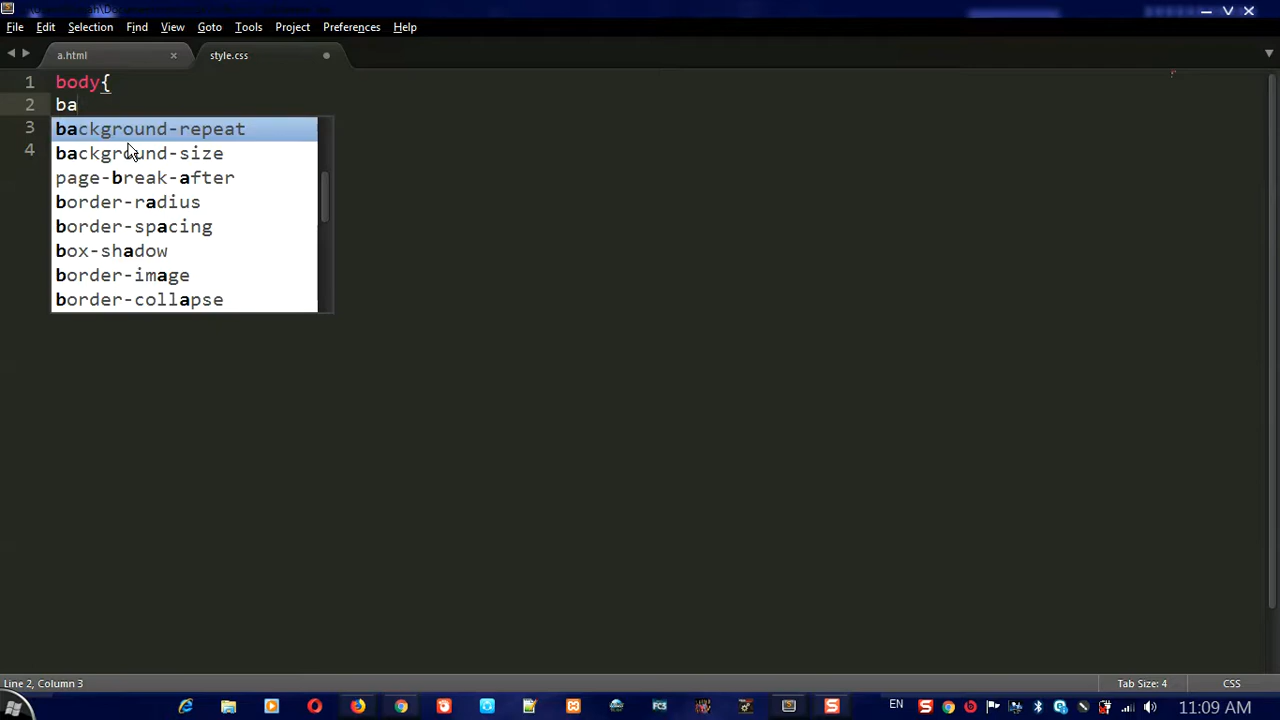 File Edit Selection Find View Goto Tools Project Preferences Help
a.html × style.css
1 body{
2 ba
3
4
background-repeat
background-size
page-break-after
border-radius
border-spacing
box-shadow
border-image
border-collapse
Line 2, Column 3 Tab Size: 4 CSS
EN 11:09 AM